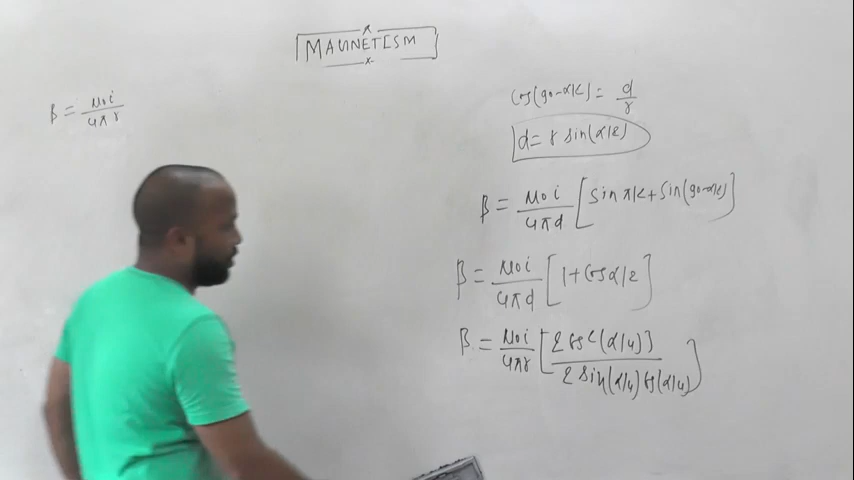 MAGNETISM
B = μ0i/4πr
cos(90-α/2) = d/r
d = r sin(α/2)
B = μ0i/4πd [sin π/2 + sin(90-α/2)]
B = μ0i/4πd [1+cos α/2]
B = μ0i/4πr [2cos²(α/4)}/2 sin(α/4) cos(α/4)]